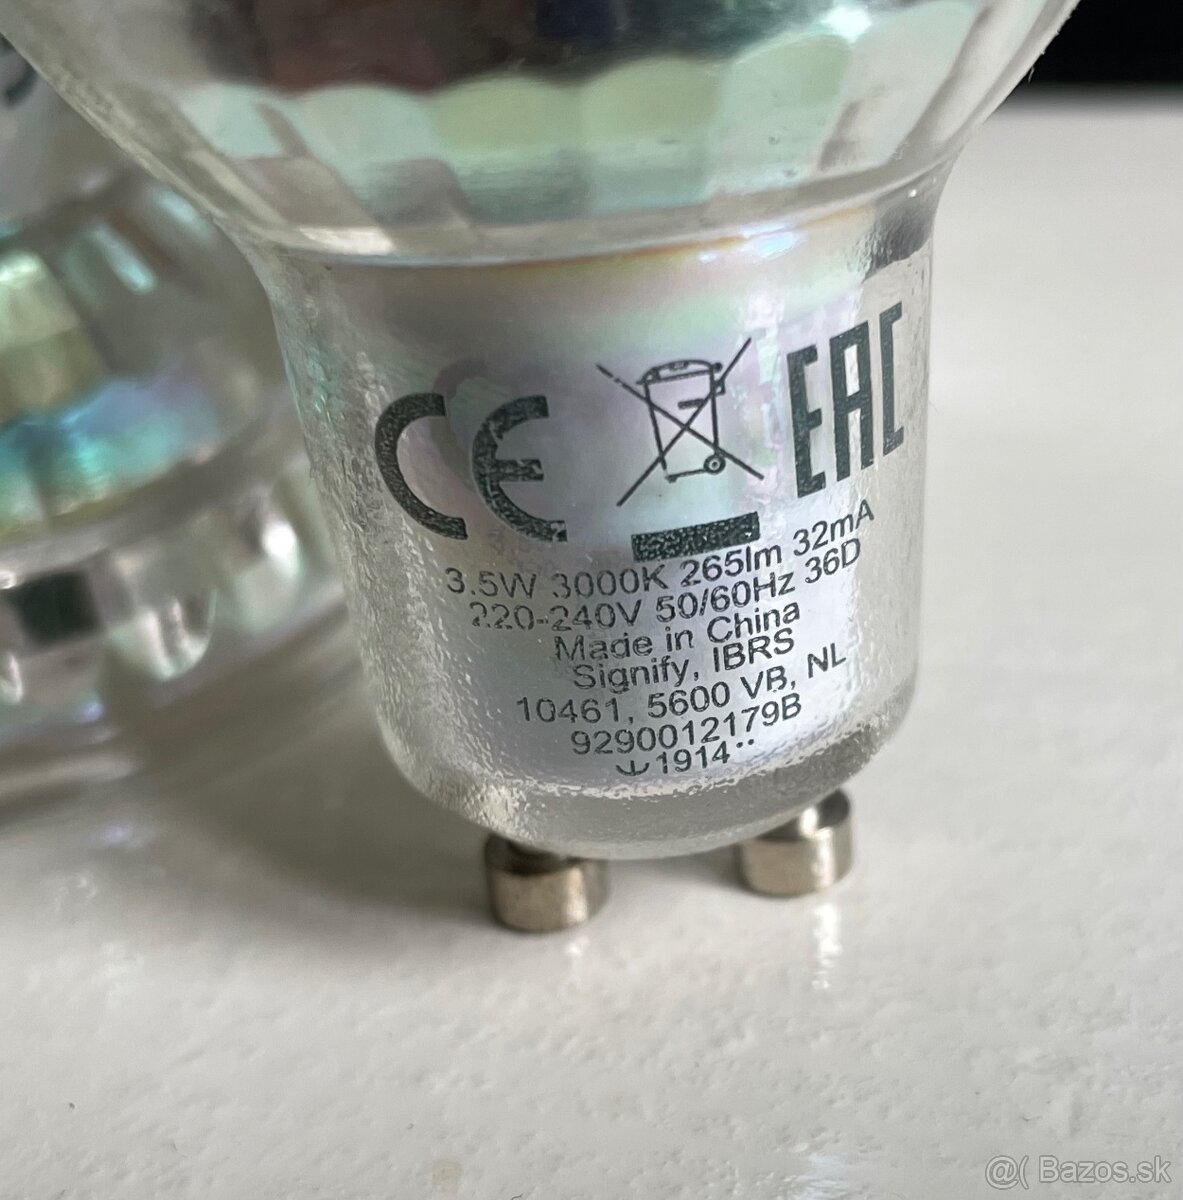 CE EAC
3.5W 3000K 265lm 32mA
220-240V 50/60Hz 36D
Made in China
Signify, IBRS
10461, 5600 VB, NL
9290012179B
1914
@( Bazos.sk